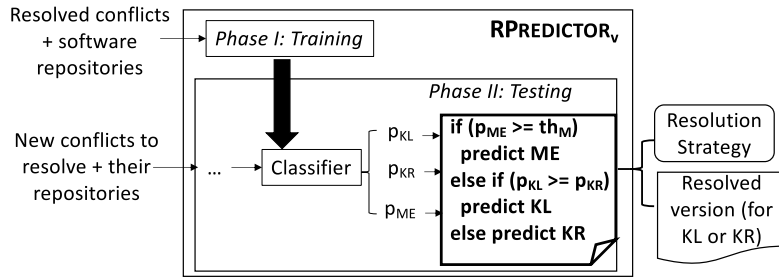 Resolved conflicts
+ software
repositories
Phase I: Training
RPREDICTORv
Phase II: Testing
New conflicts to
resolve + their
repositories
...
Classifier
pKL
pKR
pME
if (pME >= thM)
predict ME
else if (pKL >= pKR)
predict KL
else predict KR
Resolution
Strategy
Resolved
version (for
KL or KR)